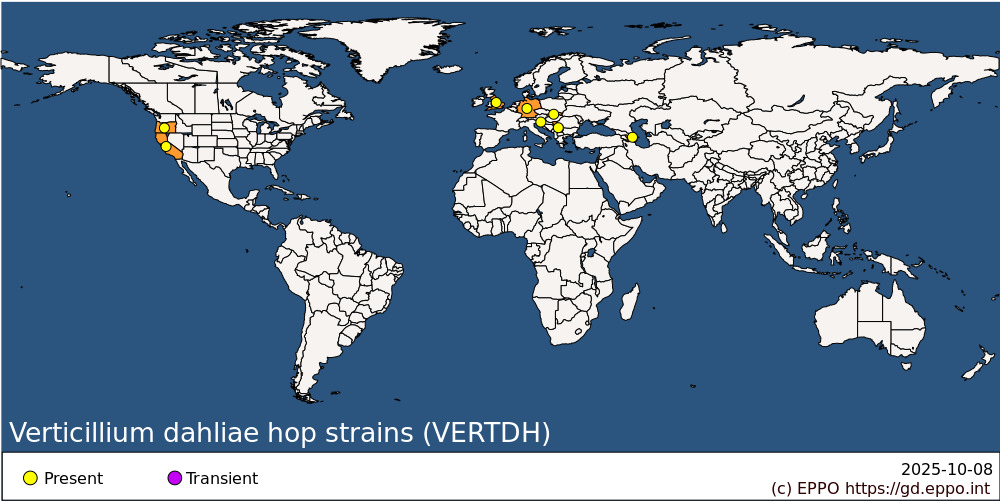 Verticillium dahliae hop strains (VERTDH)
Present
Transient
2025-10-08
(c) EPPO https://gd.eppo.int